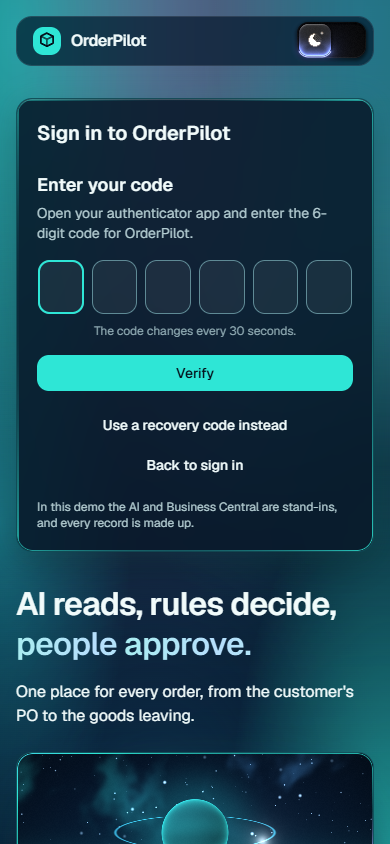 OrderPilot
Sign in to OrderPilot
Enter your code
Open your authenticator app and enter the 6-
digit code for OrderPilot.
The code changes every 30 seconds.
Verify
Use a recovery code instead
Back to sign in
In this demo the AI and Business Central are stand-ins,
and every record is made up.
AI reads, rules decide,
people approve.
One place for every order, from the customer's
PO to the goods leaving.